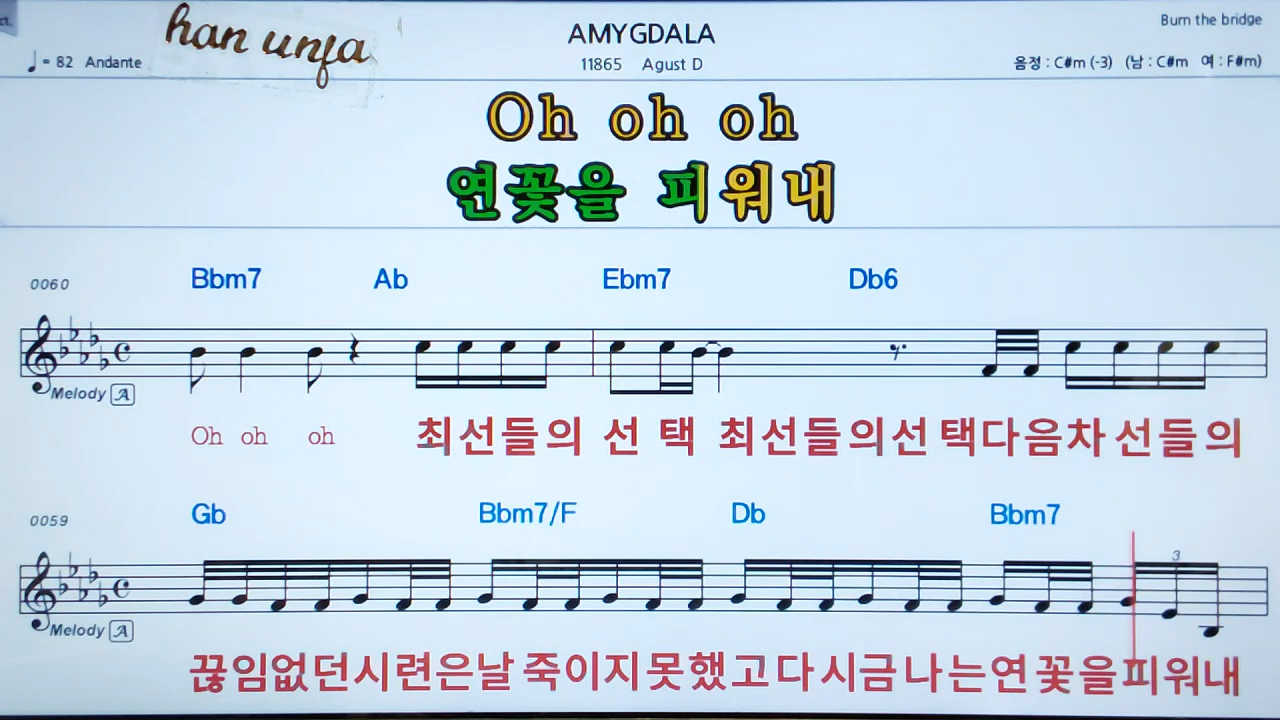 ct.
han unfa
AMYGDALA
Burn the bridge
= 82 Andante
11865 Agust D
음정 : C#m (-3) (남 : C#m 여 : F#m)
Oh oh oh
연꽃을 피워내
0060
Bbm7 Ab Ebm7 Db6
Melody A
Oh oh oh 최선들의 선 택 최선들의선 택다음차 선들의
0059
Gb Bbm7/F Db Bbm7
3
Melody A
끊임없던시련은날 죽이지못했고다시금나는연꽃을피워내